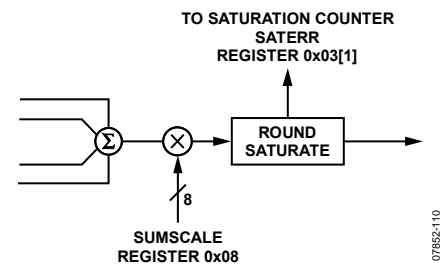 TO SATURATION COUNTER
SATERR
REGISTER 0x03[1]
Σ
×
ROUND
SATURATE
8
SUMSCALE
REGISTER 0x08
07852-110